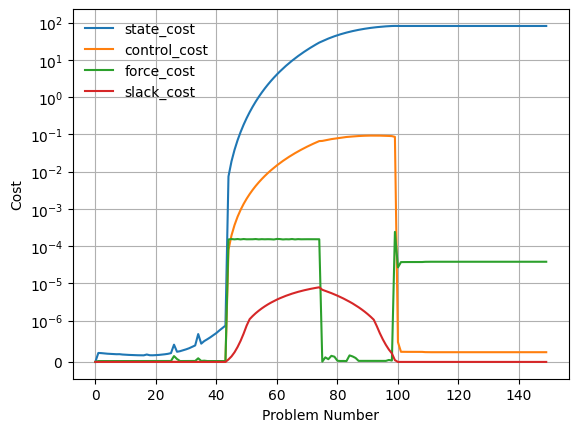 state_cost
control_cost
force_cost
slack_cost
Cost
10²
10¹
10⁰
10⁻¹
10⁻²
10⁻³
10⁻⁴
10⁻⁵
10⁻⁶
0
0 20 40 60 80 100 120 140
Problem Number